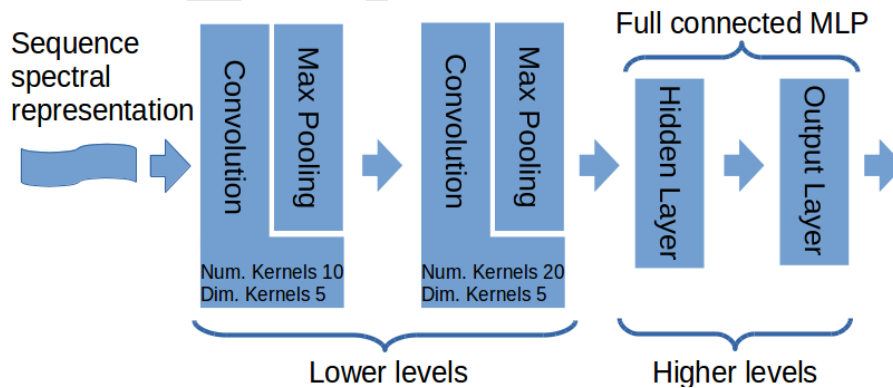 Sequence
spectral
representation
Convolution
Max Pooling
Num. Kernels 10
Dim. Kernels 5
Convolution
Max Pooling
Num. Kernels 20
Dim. Kernels 5
Lower levels
Full connected MLP
Hidden Layer
Output Layer
Higher levels